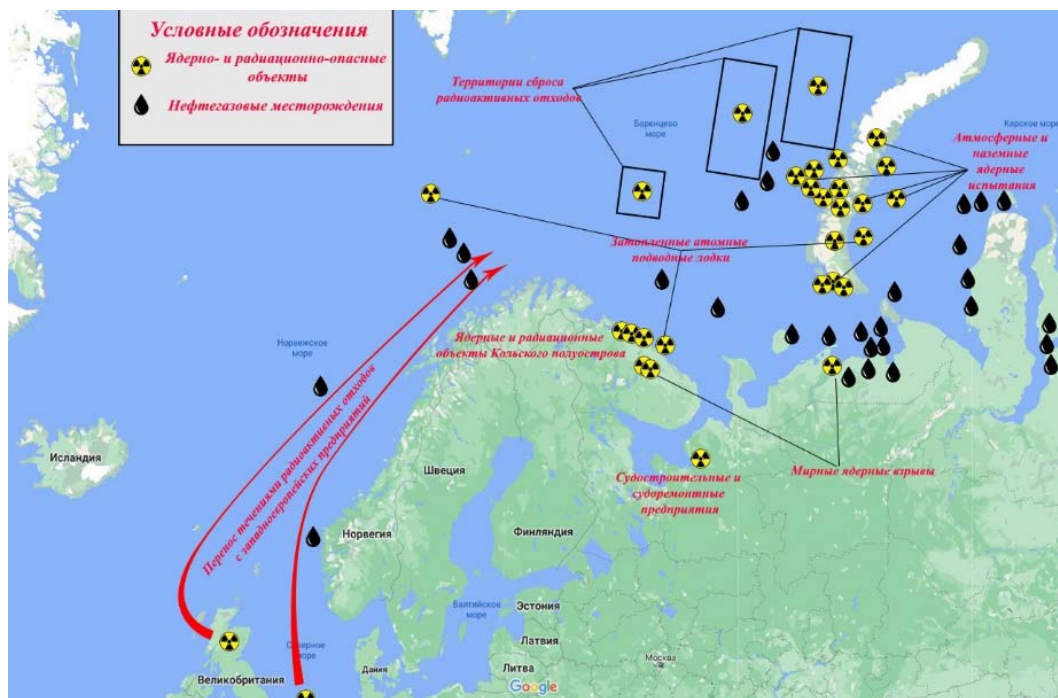 Условные обозначения
Ядерно- и радиационно-опасные
объекты
Нефтегазовые месторождения
Территории сброса
радиоактивных отходов
Баренцево
море
Карское море
Атмосферные и
наземные
ядерные
испытания
Затопленные атомные
подводные лодки
Ядерные и радиационные
объекты Кольского полуострова
Норвежское
море
Перенос течениями радиоактивных отходов
с западноевропейских предприятий
Исландия
Швеция
Мирные ядерные взрывы
Судостроительные и
судоремонтные
предприятия
Норвегия
Финляндия
Балтийское
море
Эстония
Северное
море
Латвия
Дания
Литва
Москва
Великобритания
Google